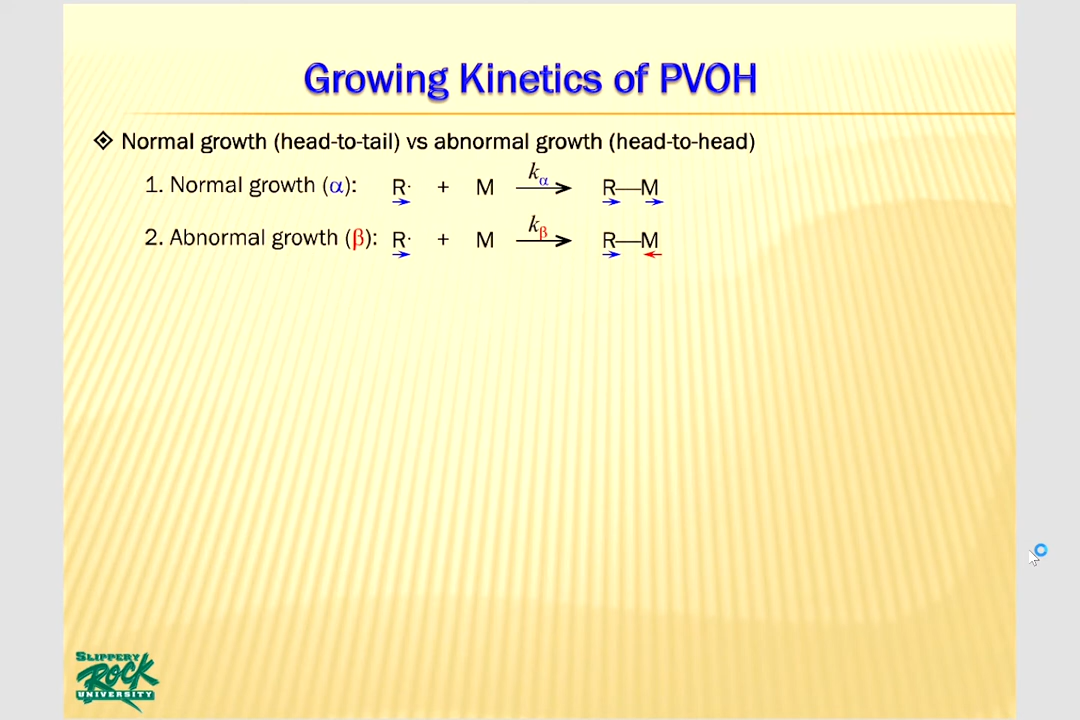 Growing Kinetics of PVOH
Normal growth (head-to-tail) vs abnormal growth (head-to-head)
1. Normal growth (α): R· + M kα R—M
2. Abnormal growth (β): R· + M kβ R—M
SLIPPERY
ROCK
UNIVERSITY